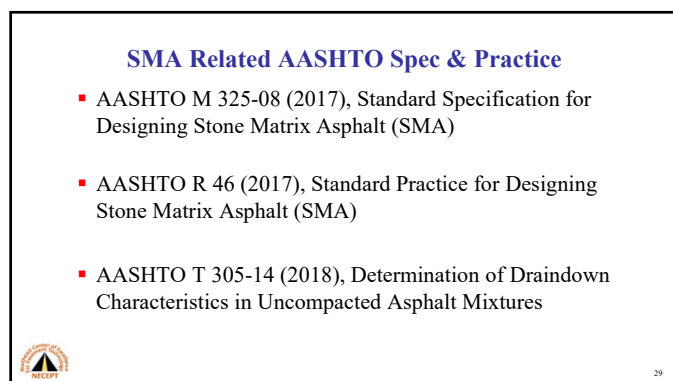 SMA Related AASHTO Spec & Practice
▪ AASHTO M 325-08 (2017), Standard Specification for
Designing Stone Matrix Asphalt (SMA)
▪ AASHTO R 46 (2017), Standard Practice for Designing
Stone Matrix Asphalt (SMA)
▪ AASHTO T 305-14 (2018), Determination of Draindown
Characteristics in Uncompacted Asphalt Mixtures
NECEPT
29